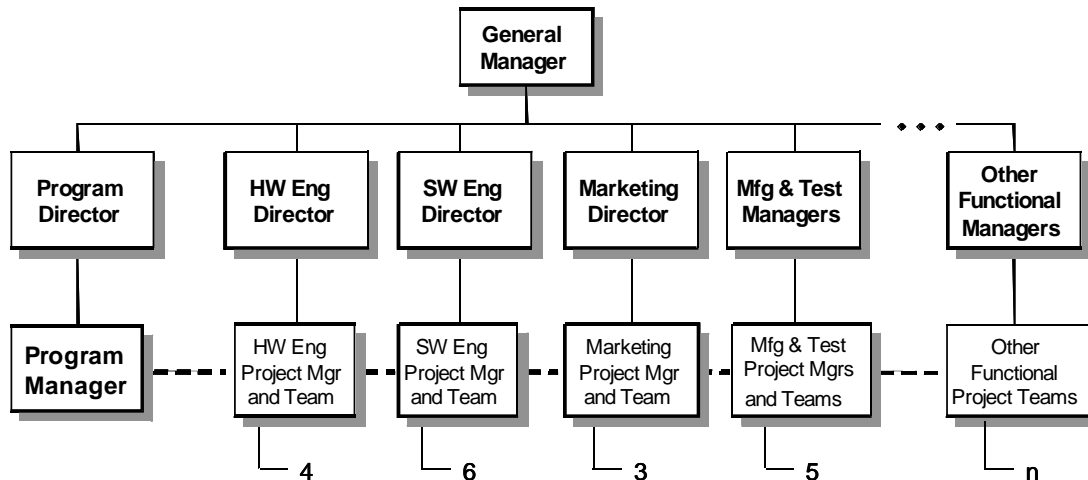 General
Manager
• • •
Program
Director
HW Eng
Director
SW Eng
Director
Marketing
Director
Mfg & Test
Managers
Other
Functional
Managers
Program
Manager
HW Eng
Project Mgr
and Team
SW Eng
Project Mgr
and Team
Marketing
Project Mgr
and Team
Mfg & Test
Project Mgrs
and Teams
Other
Functional
Project Teams
4
6
3
5
n